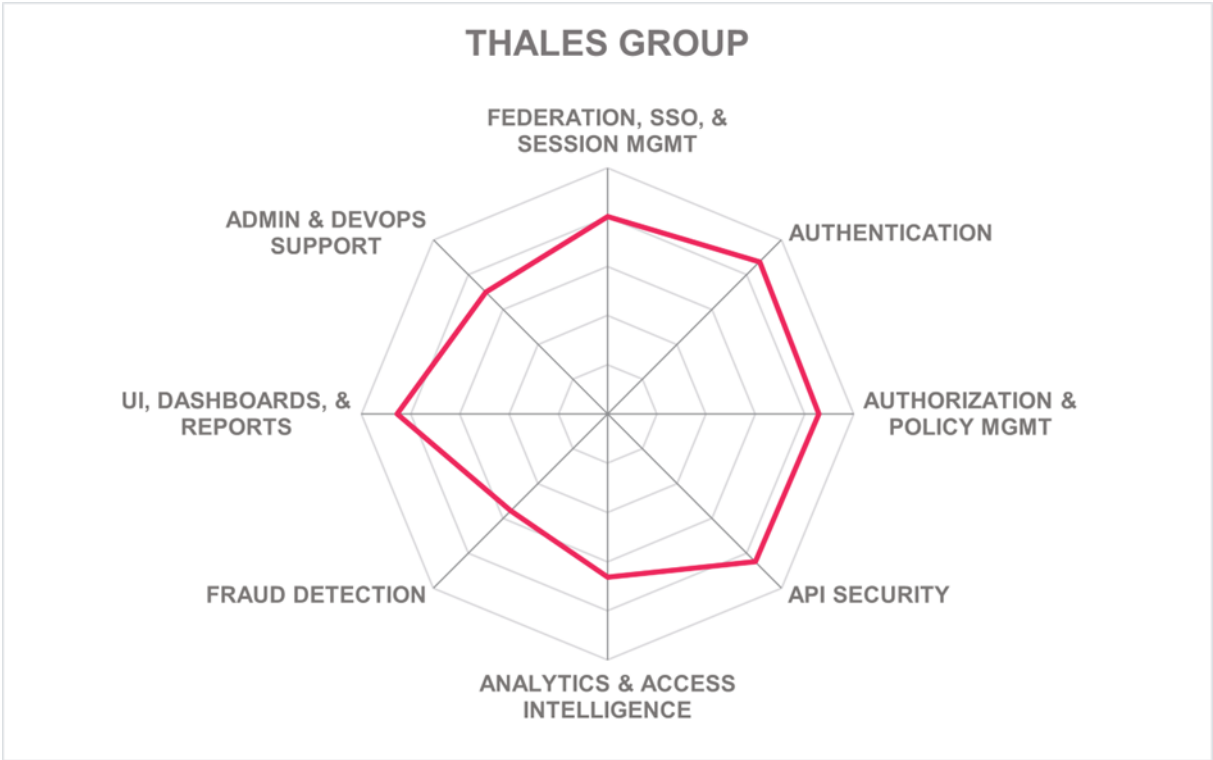 THALES GROUP
FEDERATION, SSO, &
SESSION MGMT
ADMIN & DEVOPS
SUPPORT
AUTHENTICATION
UI, DASHBOARDS, &
REPORTS
AUTHORIZATION &
POLICY MGMT
FRAUD DETECTION
API SECURITY
ANALYTICS & ACCESS
INTELLIGENCE